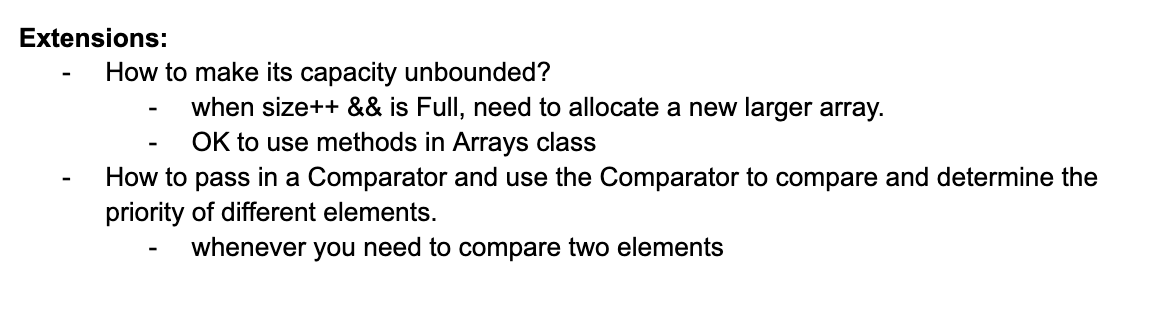 Extensions:
- How to make its capacity unbounded?
- when size++ && is Full, need to allocate a new larger array.
- OK to use methods in Arrays class
- How to pass in a Comparator and use the Comparator to compare and determine the
priority of different elements.
- whenever you need to compare two elements